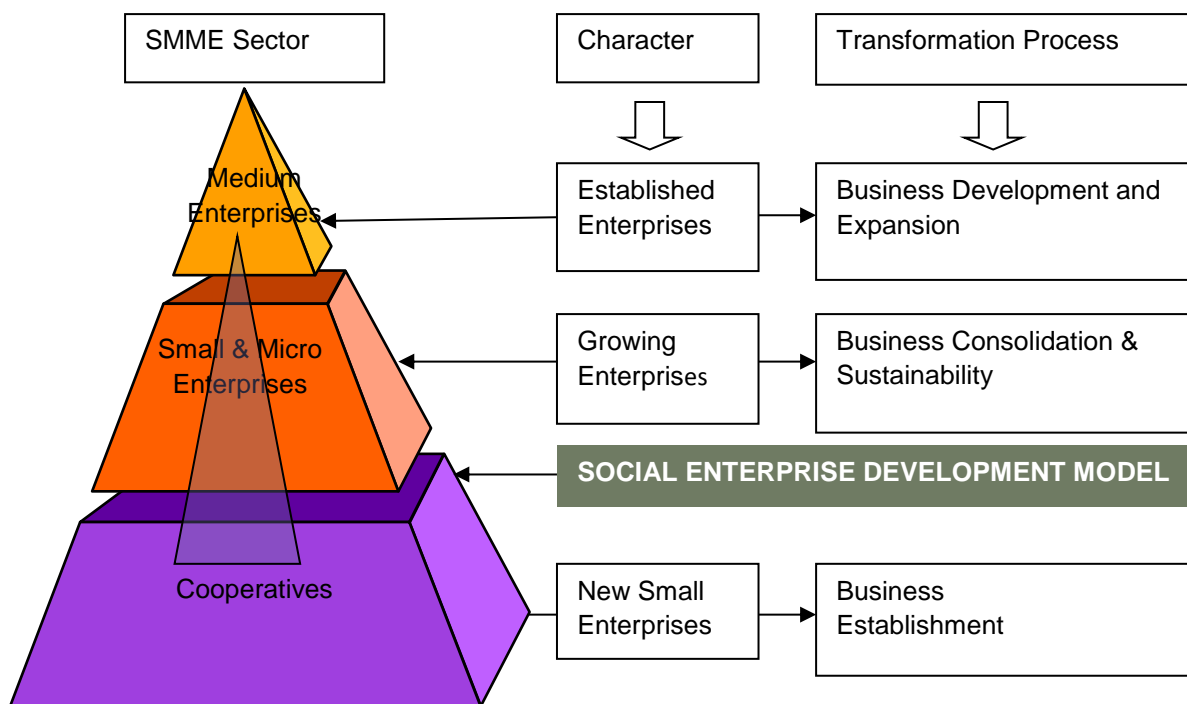 SMME Sector
Character
Transformation Process
Medium
Enterprises
Established
Enterprises
Business Development and
Expansion
Small & Micro
Enterprises
Growing
Enterprises
Business Consolidation &
Sustainability
SOCIAL ENTERPRISE DEVELOPMENT MODEL
Cooperatives
New Small
Enterprises
Business
Establishment